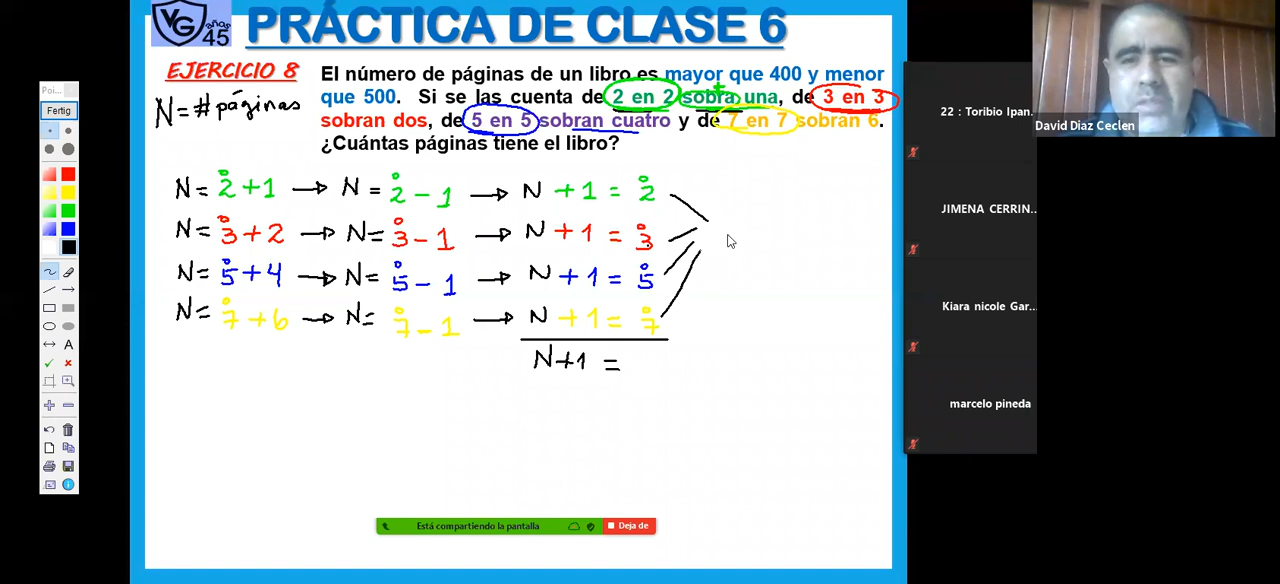 VG años 45
PRÁCTICA DE CLASE 6
EJERCICIO 8
El número de páginas de un libro es mayor que 400 y menor
que 500. Si se las cuenta de 2 en 2 sobra una, de 3 en 3
sobran dos, de 5 en 5 sobran cuatro y de 7 en 7 sobran 6.
¿Cuántas páginas tiene el libro?
N = # páginas
+
N = 2̊ + 1 → N = 2̊ - 1 → N + 1 = 2̊
N = 3̊ + 2 → N = 3̊ - 1 → N + 1 = 3̊
N = 5̊ + 4 → N = 5̊ - 1 → N + 1 = 5̊
N = 7̊ + 6 → N = 7̊ - 1 → N + 1 = 7̊
N + 1 =
Poi...
Fertig
A
Está compartiendo la pantalla
Deja de
David Diaz Ceclen
22 : Toribio Ipan...
JIMENA CERRIN...
Kiara nicole Gar...
marcelo pineda